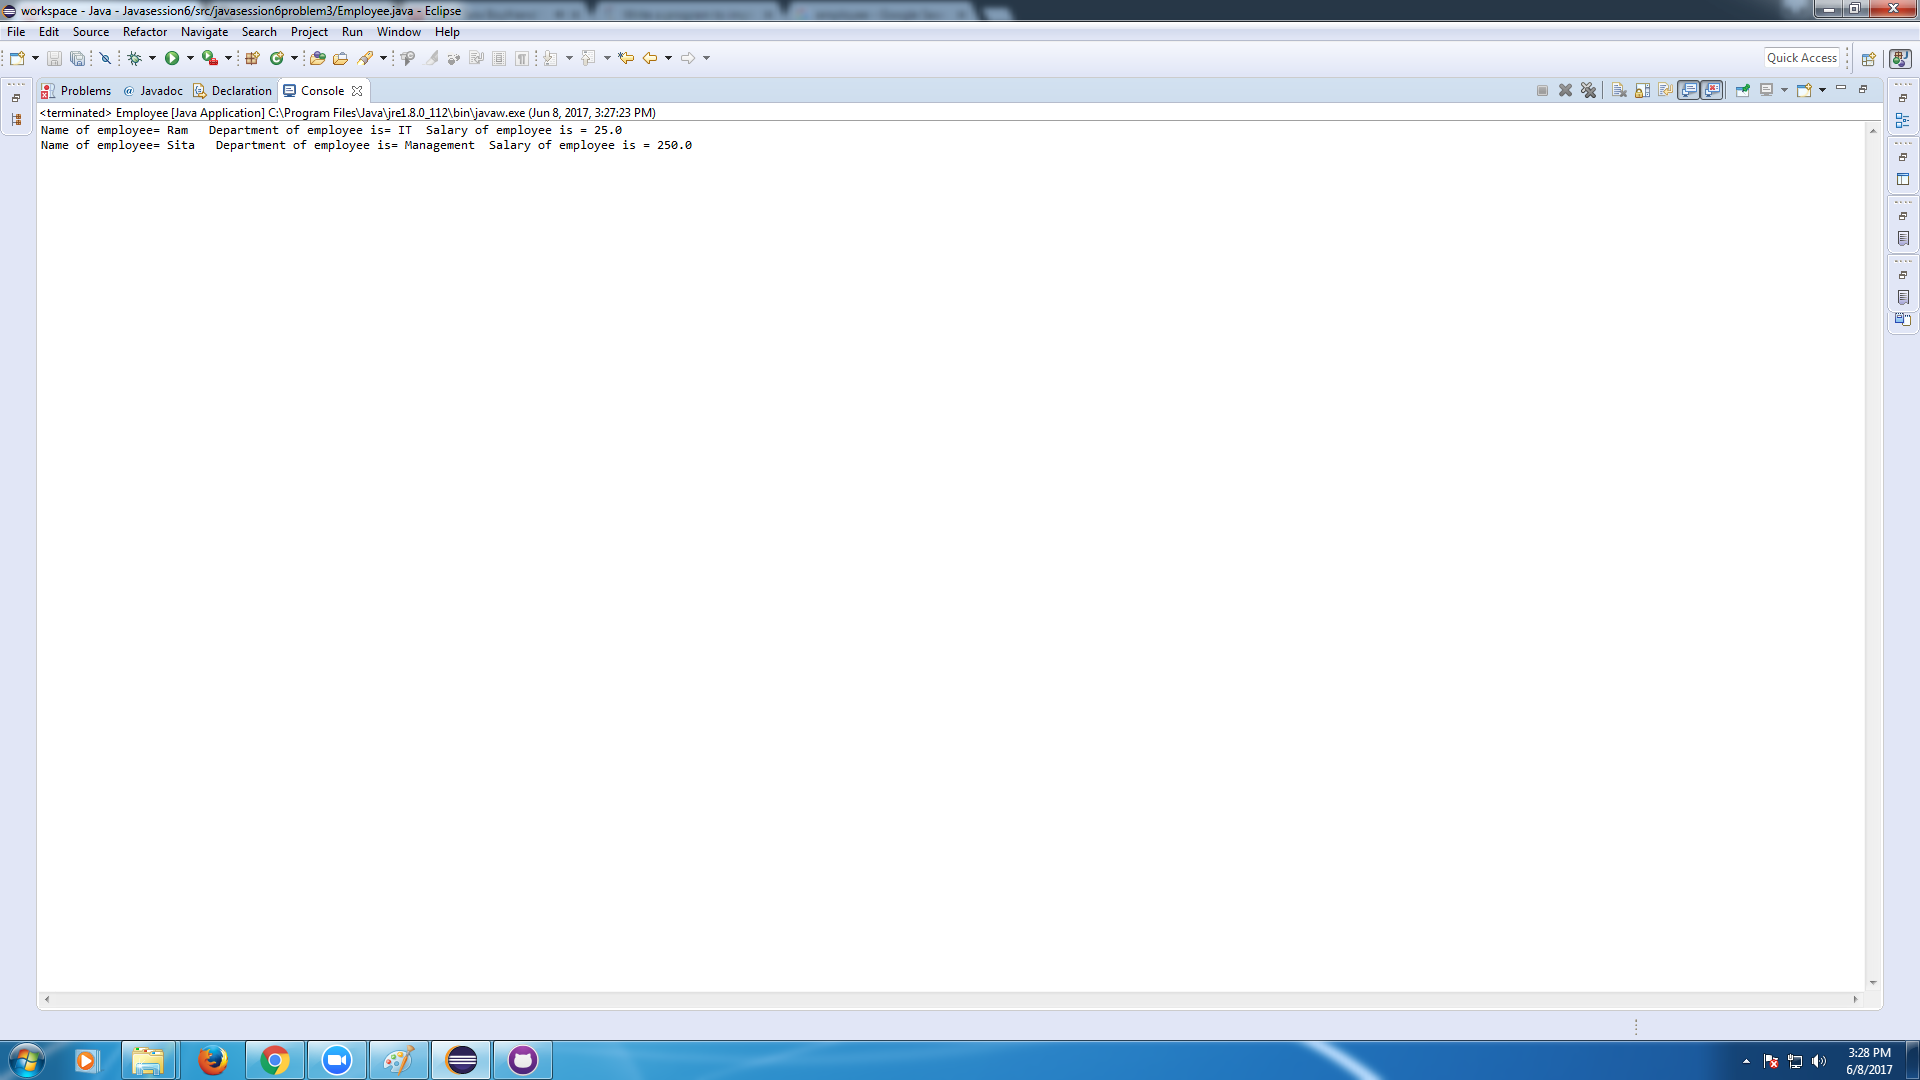 workspace - Java - Javasession6/src/javasession6problem3/Employee.java - Eclipse
File Edit Source Refactor Navigate Search Project Run Window Help
Quick Access
Problems @ Javadoc Declaration Console
<terminated> Employee [Java Application] C:\Program Files\Java\jre1.8.0_112\bin\javaw.exe (Jun 8, 2017, 3:27:23 PM)
Name of employee= Ram   Department of employee is= IT  Salary of employee is = 25.0
Name of employee= Sita   Department of employee is= Management  Salary of employee is = 250.0
3:28 PM
6/8/2017